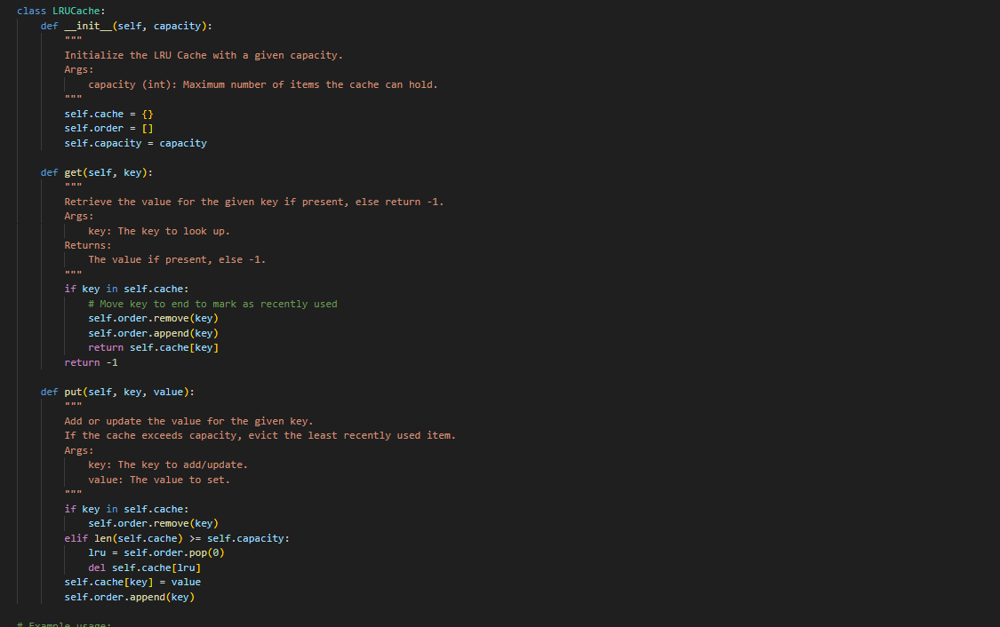 class LRUCache:
    def __init__(self, capacity):
        """
        Initialize the LRU Cache with a given capacity.
        Args:
            capacity (int): Maximum number of items the cache can hold.
        """
        self.cache = {}
        self.order = []
        self.capacity = capacity

    def get(self, key):
        """
        Retrieve the value for the given key if present, else return -1.
        Args:
            key: The key to look up.
        Returns:
            The value if present, else -1.
        """
        if key in self.cache:
            # Move key to end to mark as recently used
            self.order.remove(key)
            self.order.append(key)
            return self.cache[key]
        return -1

    def put(self, key, value):
        """
        Add or update the value for the given key.
        If the cache exceeds capacity, evict the least recently used item.
        Args:
            key: The key to add/update.
            value: The value to set.
        """
        if key in self.cache:
            self.order.remove(key)
        elif len(self.cache) >= self.capacity:
            lru = self.order.pop(0)
            del self.cache[lru]
        self.cache[key] = value
        self.order.append(key)

# Example usage: